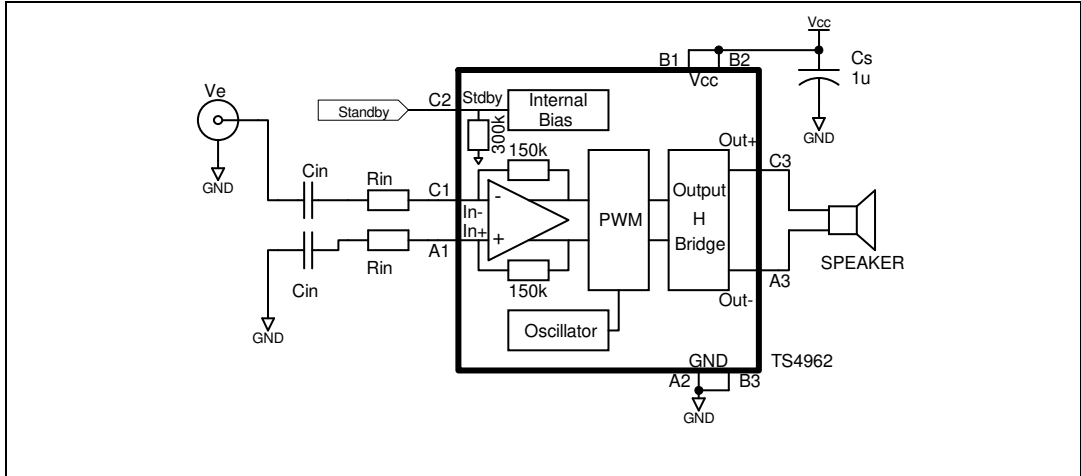 Vcc
B1
B2
Cs
1u
Vcc
GND
Ve
GND
Standby
C2
Stdby
300k
Internal
Bias
150k
Out+
C3
Cin
Rin
C1
In-
-
In+
+
A1
Rin
Cin
GND
PWM
Output
H
Bridge
SPEAKER
150k
A3
Out-
Oscillator
GND
TS4962
A2
B3
GND